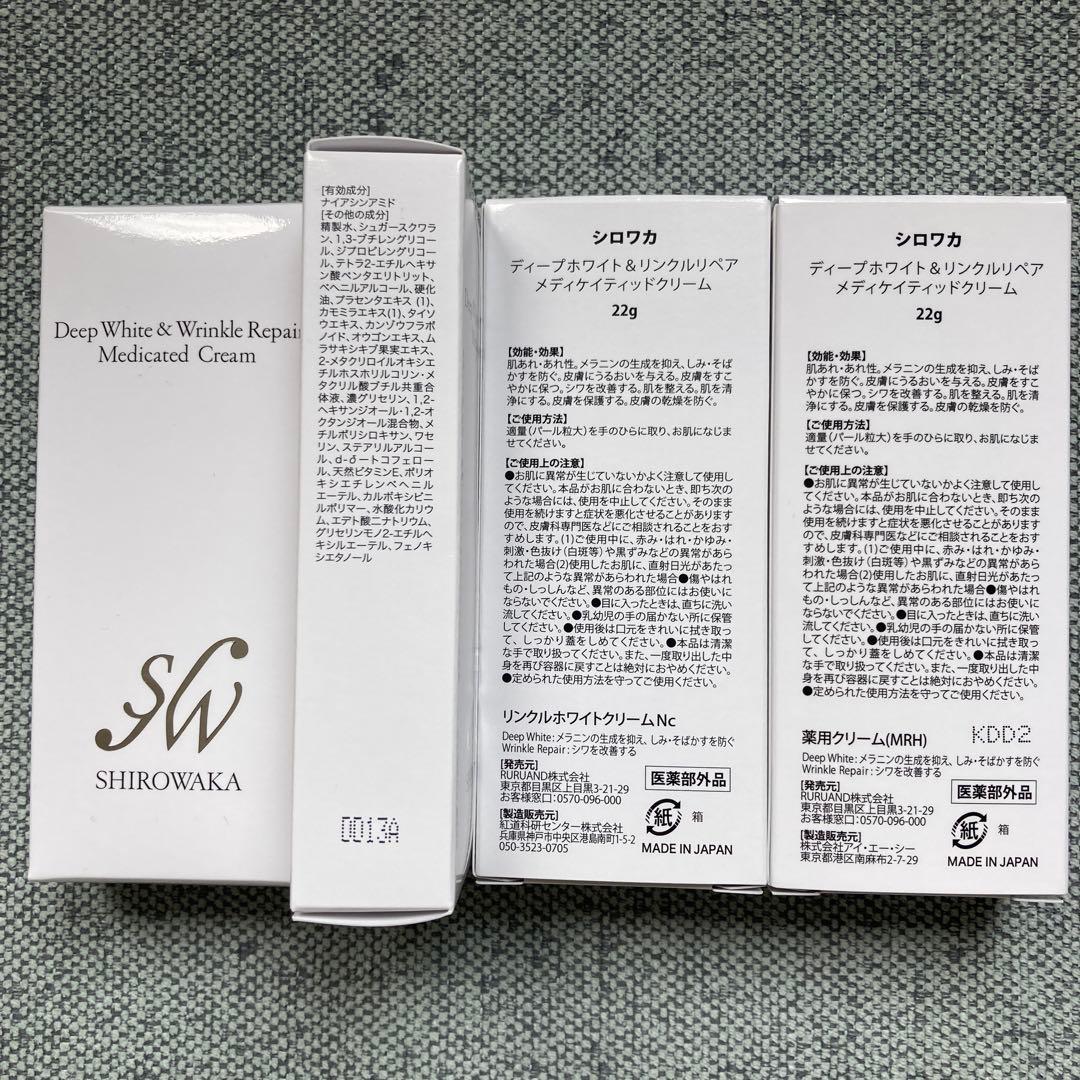 Deep White & Wrinkle Repair
Medicated Cream
SHIROWAKA
[有効成分]
ナイアシンアミド
[その他の成分]
精製水、シュガースクワラ
ン、1,3-ブチレングリコー
ル、ジプロピレングリコー
ル、テトラ2-エチルヘキサ
ン酸ペンタエリトリット、
ベヘニルアルコール、硬化
油、プラセンタエキス (1)、
カモミラエキス(1)、タイソ
ウエキス、カンゾウフラボ
ノイド、オウゴンエキス、ム
ラサキシキブ果実エキス、
2-メタクリロイルオキシエ
チルホスホリルコリン・メ
タクリル酸ブチル共重合
体液、濃グリセリン、1,2-
ヘキサンジオール・1,2-オ
クタンジオール混合物、メ
チルポリシロキサン、ワセ
リン、ステアリルアルコー
ル、d-δートコフェロー
ル、天然ビタミンE、ポリオ
キシエチレンベヘニル
エーテル、カルボキシビニ
ルポリマー、水酸化カリウ
ム、エデト酸二ナトリウム、
グリセリンモノ2-エチルヘ
キシルエーテル、フェノキ
シエタノール
DD13A
シロワカ
ディープホワイト&リンクルリペア
メディケイティッドクリーム
22g
【効能・効果】
肌あれ・あれ性。メラニンの生成を抑え、しみ・そば
かすを防ぐ。皮膚にうるおいを与える。皮膚をすこ
やかに保つ。シワを改善する。肌を整える。肌を清
浄にする。皮膚を保護する。皮膚の乾燥を防ぐ。
【ご使用方法】
適量(パール粒大)を手のひらに取り、お肌になじま
せてください。
【ご使用上の注意】
●お肌に異常が生じていないかよく注意して使用し
てください。本品がお肌に合わないとき、即ち次の
ような場合には、使用を中止してください。そのまま
使用を続けますと症状を悪化させることがあります
ので、皮膚科専門医などにご相談されることをおす
すめします。(1)ご使用中に、赤み・はれ・かゆみ・
刺激・色抜け(白斑等)や黒ずみなどの異常があら
われた場合(2)使用したお肌に、直射日光があたっ
て上記のような異常があらわれた場合●傷やはれ
もの・しっしんなど、異常のある部位にはお使いに
ならないでください。●目に入ったときは、直ちに洗い
流してください。●乳幼児の手の届かない所に保管
してください。●使用後は口元をきれいに拭き取っ
て、しっかり蓋をしめてください。●本品は清潔
な手で取り扱ってください。また、一度取り出した中
身を再び容器に戻すことは絶対におやめください。
●定められた使用方法を守ってご使用ください。
リンクルホワイトクリームNc
Deep White : メラニンの生成を抑え、しみ・そばかすを防ぐ
Wrinkle Repair : シワを改善する
[発売元]
RURUAND株式会社
東京都目黒区上目黒3-21-29
お客様窓口:0570-096-000
[製造販売元]
紅道科研センター株式会社
兵庫県神戸市中央区港島南町1-5-2
050-3523-0705
医薬部外品
紙 箱
MADE IN JAPAN
シロワカ
ディープホワイト&リンクルリペア
メディケイティッドクリーム
22g
【効能・効果】
肌あれ・あれ性。メラニンの生成を抑え、しみ・そば
かすを防ぐ。皮膚にうるおいを与える。皮膚をすこ
やかに保つ。シワを改善する。肌を整える。肌を清
浄にする。皮膚を保護する。皮膚の乾燥を防ぐ。
【ご使用方法】
適量(パール粒大)を手のひらに取り、お肌になじま
せてください。
【ご使用上の注意】
●お肌に異常が生じていないかよく注意して使用し
てください。本品がお肌に合わないとき、即ち次の
ような場合には、使用を中止してください。そのまま
使用を続けますと症状を悪化させることがあります
ので、皮膚科専門医などにご相談されることをおす
すめします。(1)ご使用中に、赤み・はれ・かゆみ・
刺激・色抜け(白斑等)や黒ずみなどの異常があら
われた場合(2)使用したお肌に、直射日光があたっ
て上記のような異常があらわれた場合●傷やはれ
もの・しっしんなど、異常のある部位にはお使いに
ならないでください。●目に入ったときは、直ちに洗い
流してください。●乳幼児の手の届かない所に保管
してください。●使用後は口元をきれいに拭き取っ
て、しっかり蓋をしめてください。●本品は清潔
な手で取り扱ってください。また、一度取り出した中
身を再び容器に戻すことは絶対におやめください。
●定められた使用方法を守ってご使用ください。
薬用クリーム(MRH) KDD2
Deep White : メラニンの生成を抑え、しみ・そばかすを防ぐ
Wrinkle Repair : シワを改善する
[発売元]
RURUAND株式会社
東京都目黒区上目黒3-21-29
お客様窓口:0570-096-000
[製造販売元]
株式会社アイ・エー・シー
東京都港区南麻布2-7-29
医薬部外品
紙 箱
MADE IN JAPAN